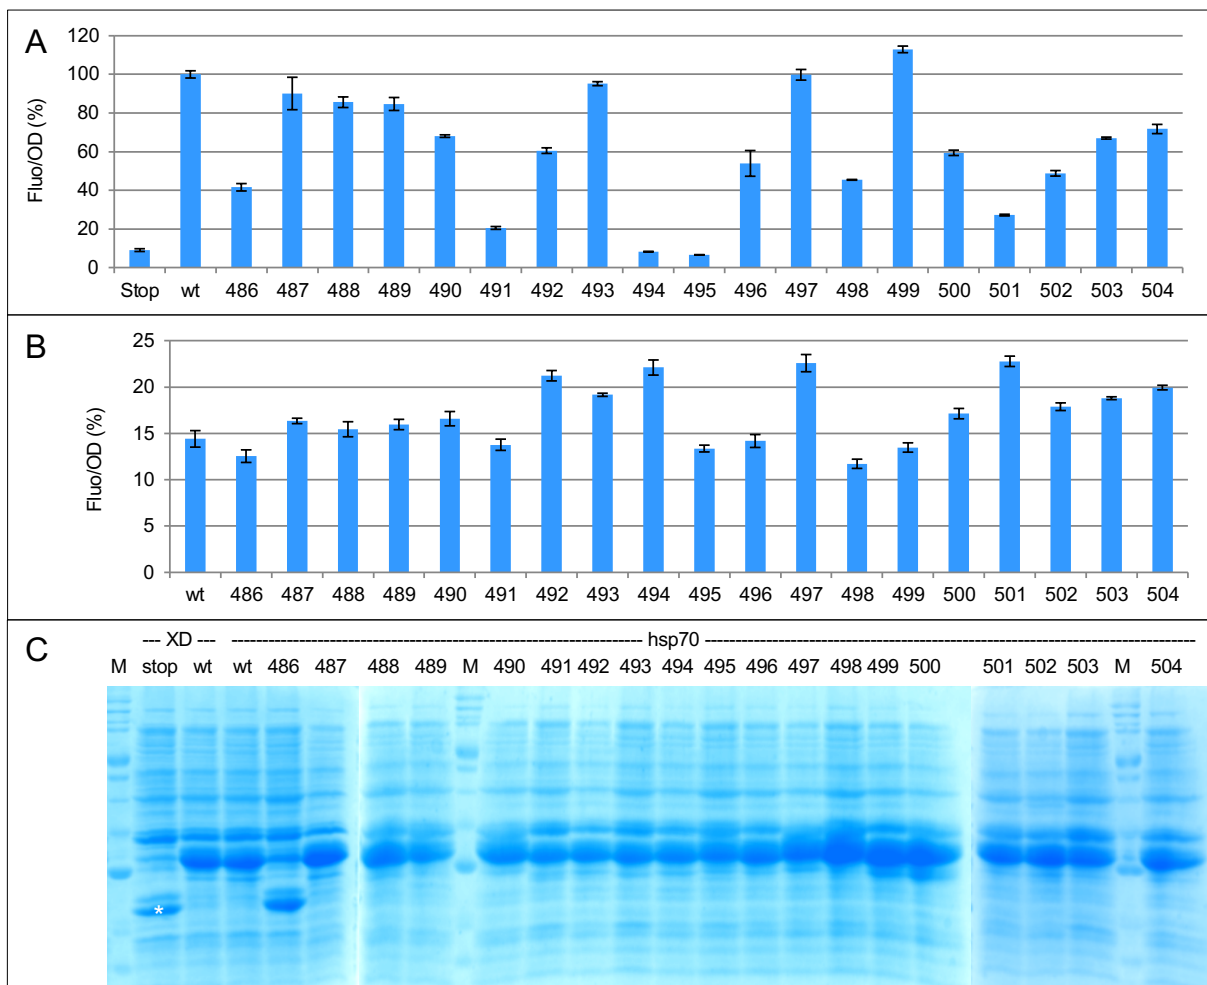 A
Fluo/OD (%)
120
100
80
60
40
20
0
Stop wt 486 487 488 489 490 491 492 493 494 495 496 497 498 499 500 501 502 503 504
B
Fluo/OD (%)
25
20
15
10
5
0
wt 486 487 488 489 490 491 492 493 494 495 496 497 498 499 500 501 502 503 504
C
--- XD --- hsp70
M stop wt wt 486 487 488 489 M 490 491 492 493 494 495 496 497 498 499 500 501 502 503 M 504
*